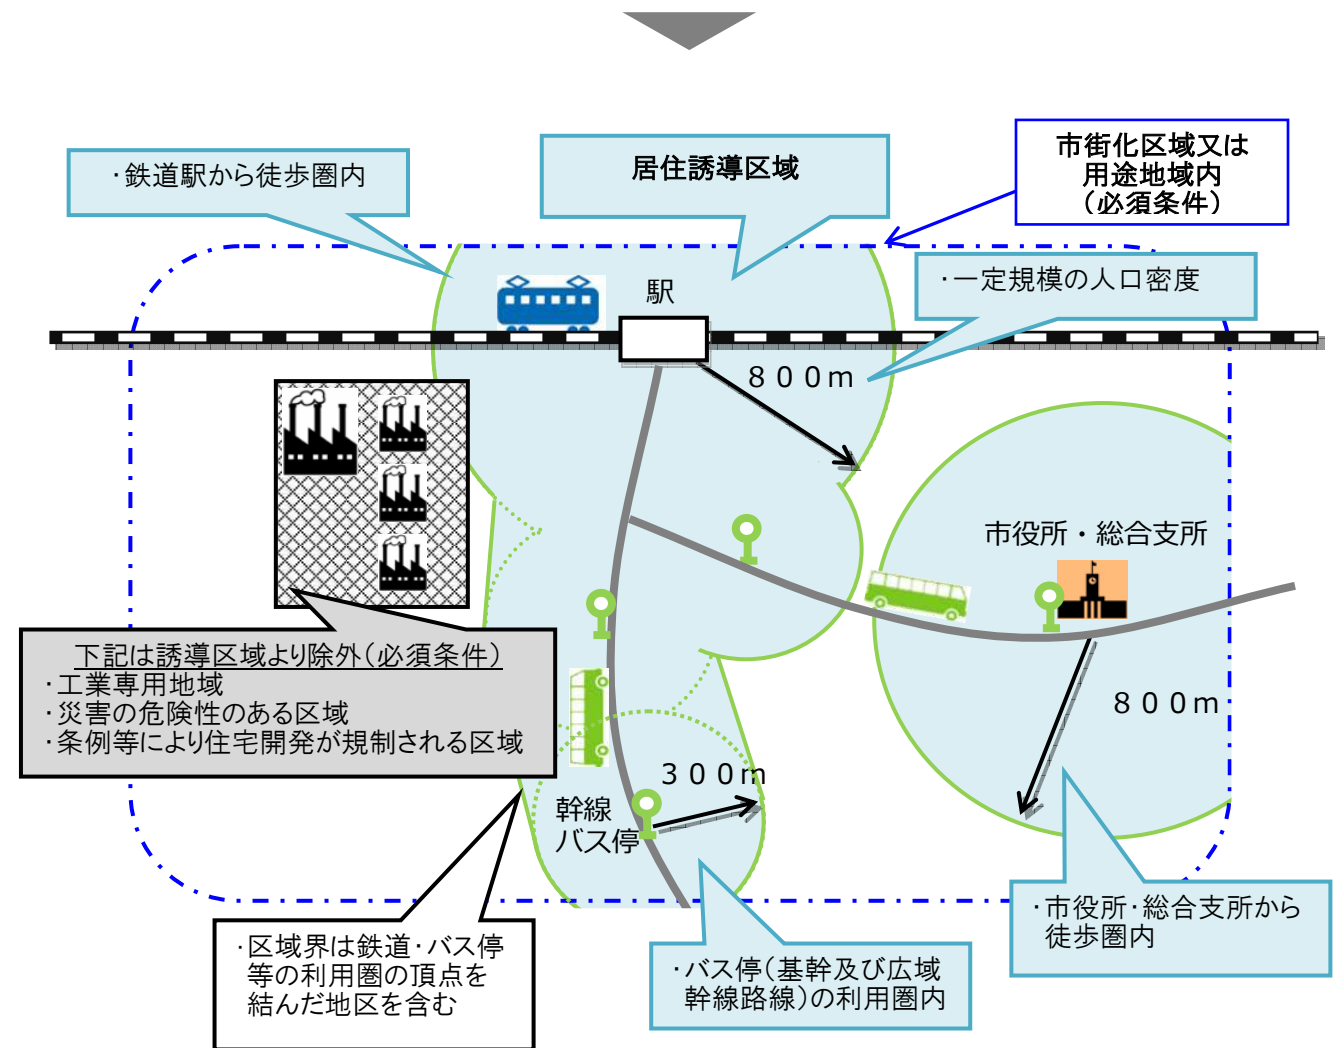 ・鉄道駅から徒歩圏内
居住誘導区域
市街化区域又は
用途地域内
（必須条件）
・一定規模の人口密度
駅
８００ｍ
市役所・総合支所
８００ｍ
下記は誘導区域より除外（必須条件）
・工業専用地域
・災害の危険性のある区域
・条例等により住宅開発が規制される区域
３００ｍ
幹線
バス停
・区域界は鉄道・バス停
等の利用圏の頂点を
結んだ地区を含む
・バス停（基幹及び広域
幹線路線）の利用圏内
・市役所・総合支所から
徒歩圏内